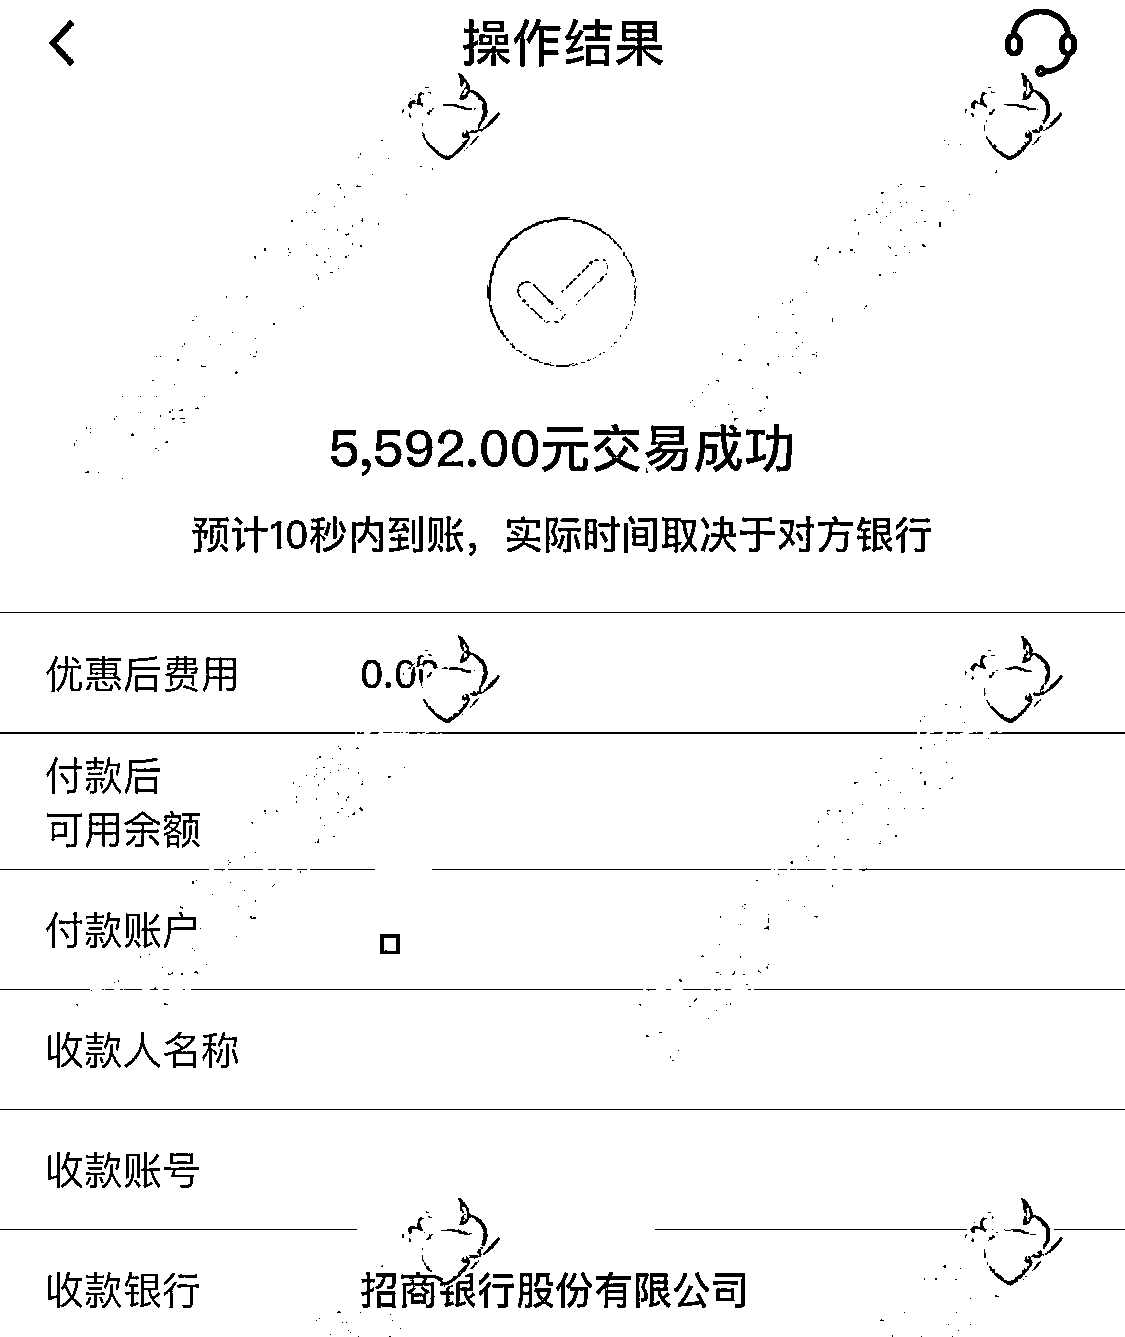 操作结果
5,592.00元交易成功
预计10秒内到账，实际时间取决于对方银行
优惠后费用 0.00
付款后
可用余额
付款账户
收款人名称
收款账号
收款银行 招商银行股份有限公司